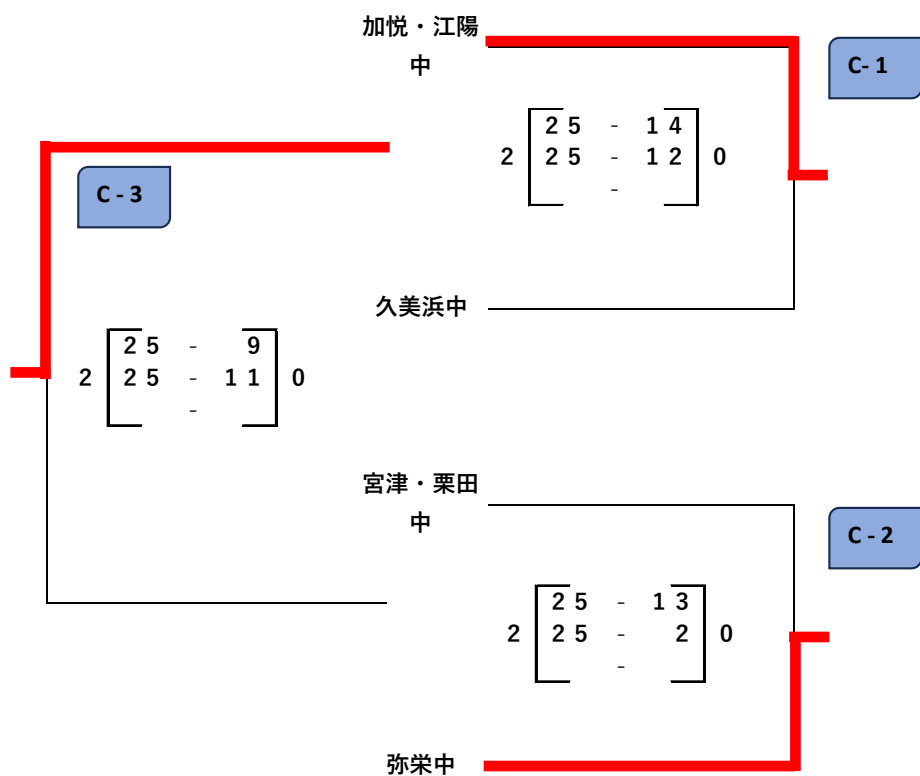 加悦・江陽
中
C-1
25 - 14
2 25 - 12 0
-
C-3
久美浜中
25 - 9
2 25 - 11 0
-
宮津・栗田
中
C-2
25 - 13
2 25 - 2 0
-
弥栄中